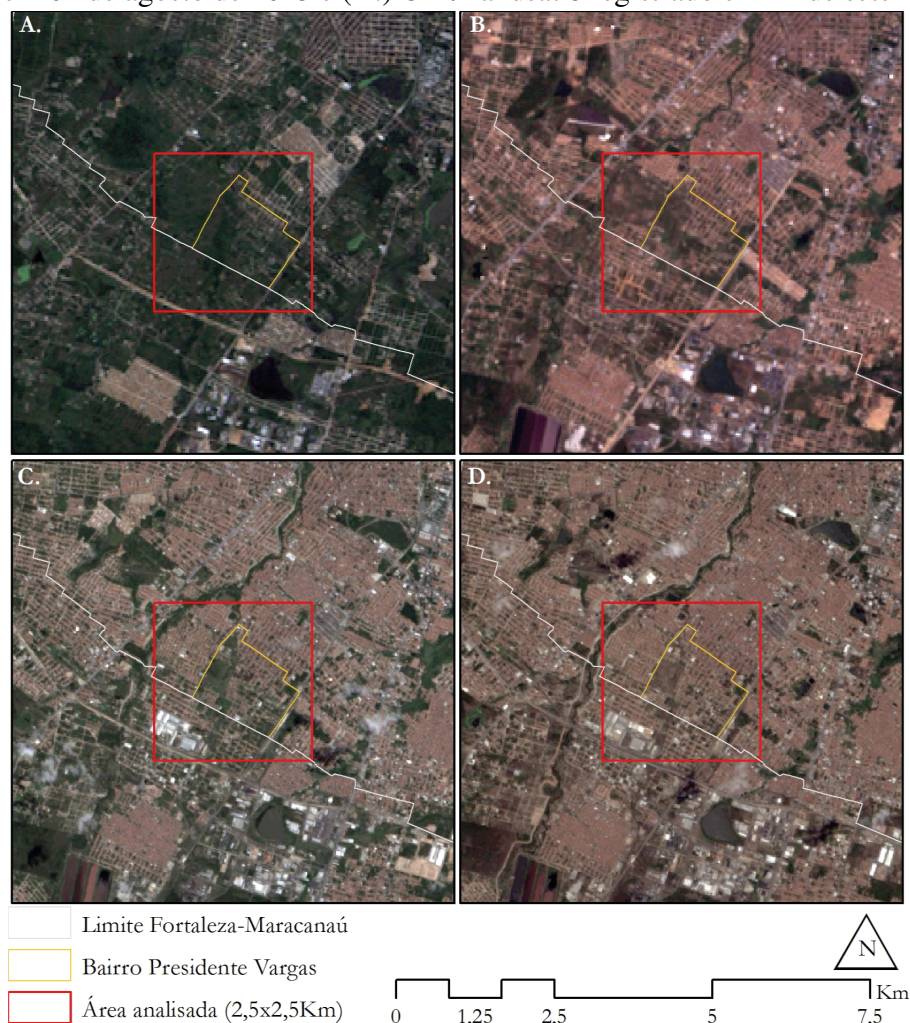 A.
B.
C.
D.
Limite Fortaleza-Maracanaú
Bairro Presidente Vargas
Área analisada (2,5x2,5Km)
N
Km
0 1,25 2,5 5 7,5